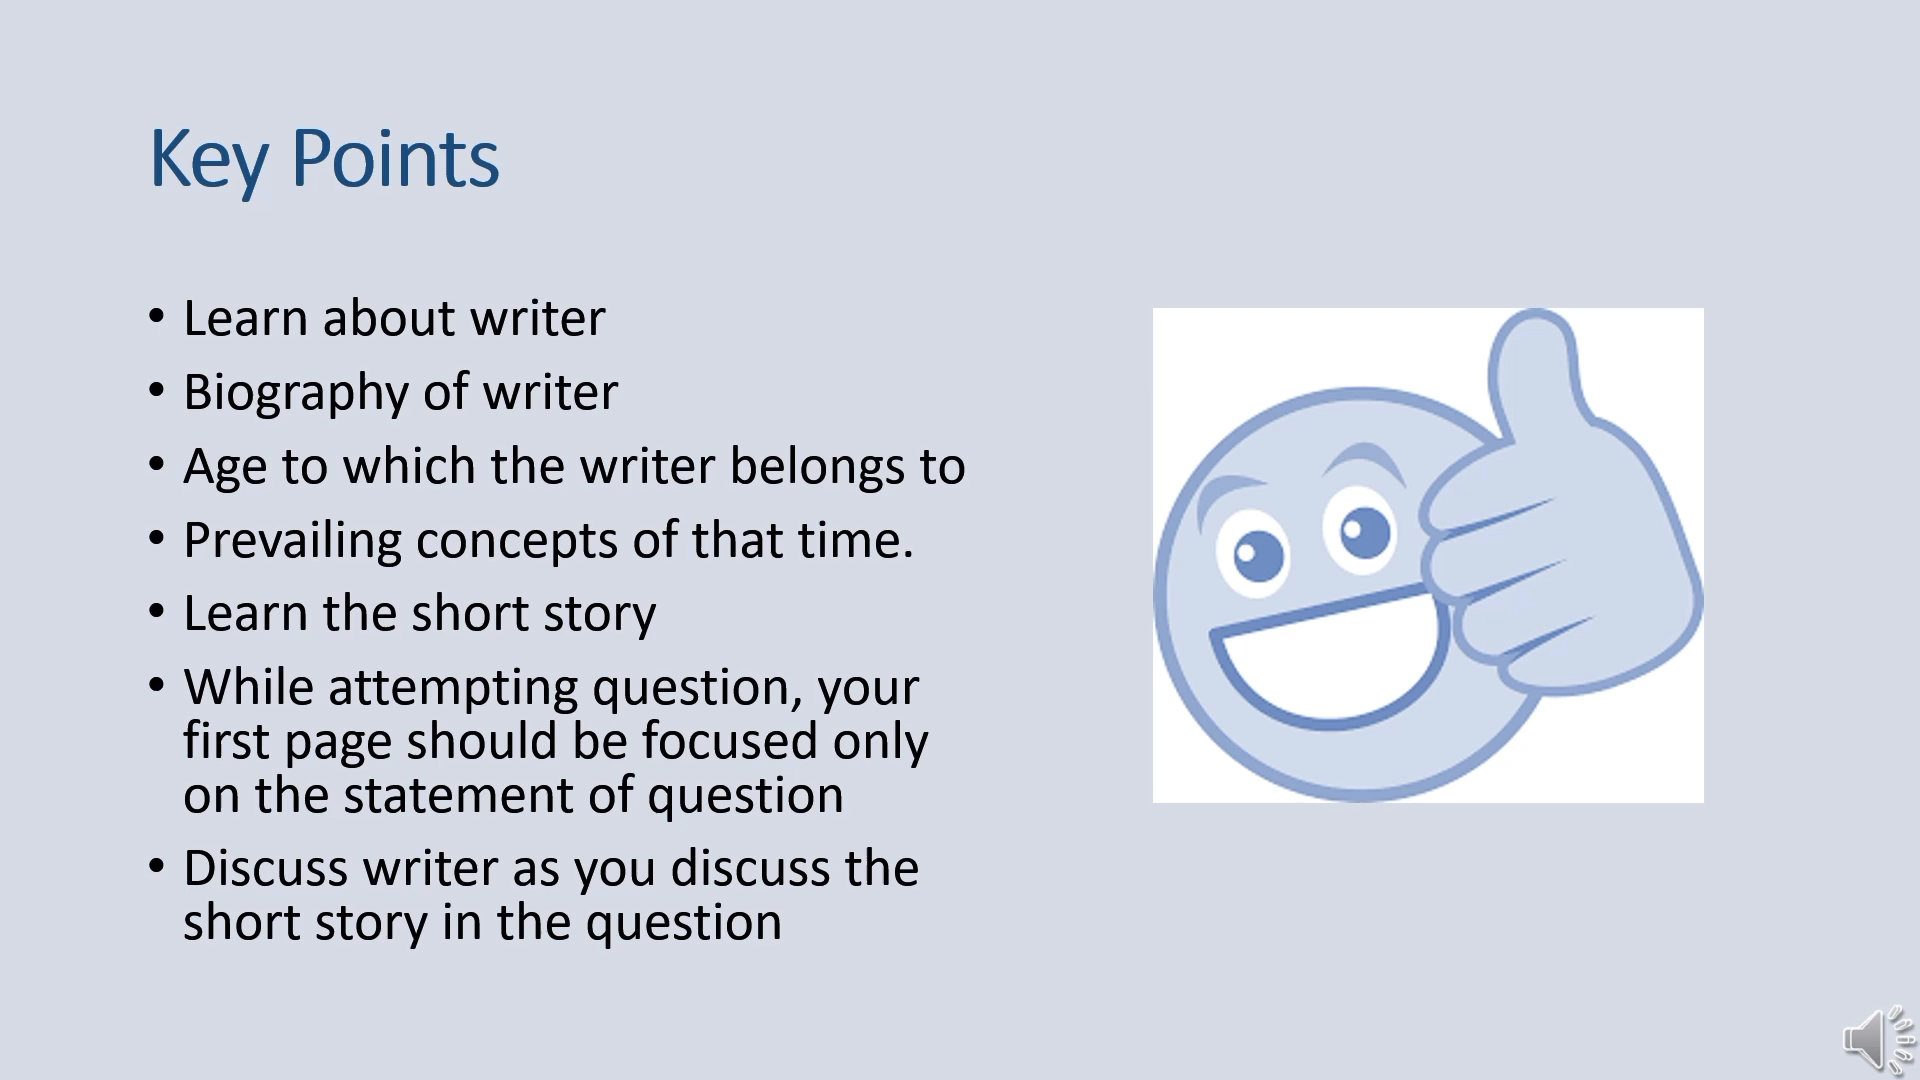 Key Points
• Learn about writer
• Biography of writer
• Age to which the writer belongs to
• Prevailing concepts of that time.
• Learn the short story
• While attempting question, your
first page should be focused only
on the statement of question
• Discuss writer as you discuss the
short story in the question